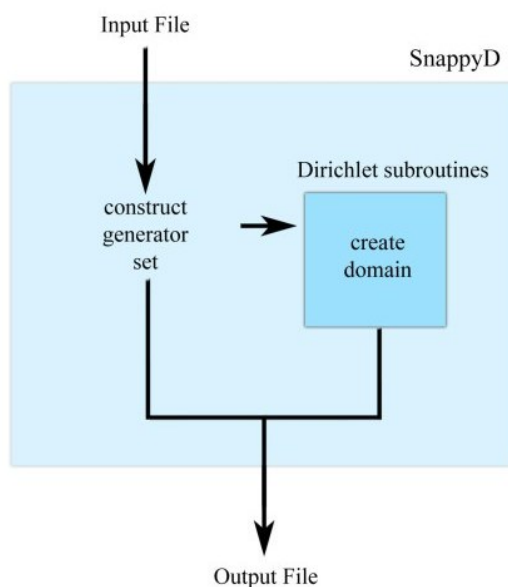 Input File
SnappyD
Dirichlet subroutines
construct
generator
set
create
domain
Output File